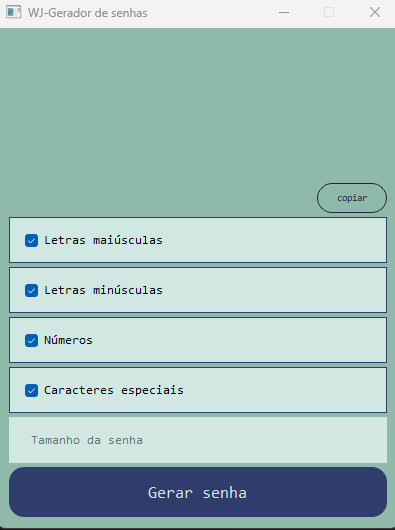 WJ-Gerador de senhas
copiar
Letras maiúsculas
Letras minúsculas
Números
Caracteres especiais
Tamanho da senha
Gerar senha